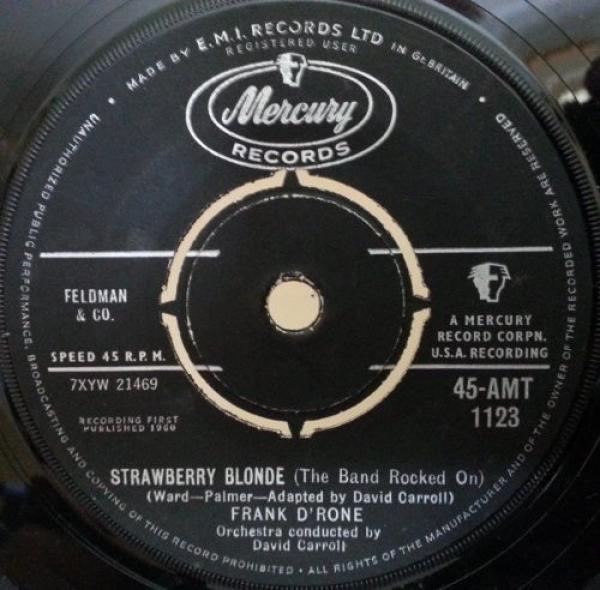 MADE BY E.M.I. RECORDS LTD IN Gt. BRITAIN •
REGISTERED USER
Mercury
RECORDS
FELDMAN
& CO.
SPEED 45 R.P.M.
7XYW 21469
RECORDING FIRST
PUBLISHED 1960
A MERCURY
RECORD CORPN.
U.S.A. RECORDING
45-AMT
1123
STRAWBERRY BLONDE (The Band Rocked On)
(Ward—Palmer—Adapted by David Carroll)
FRANK D'RONE
Orchestra conducted by
David Carroll
UNAUTHORIZED PUBLIC PERFORMANCE, BROADCASTING AND COPYING OF THIS RECORD PROHIBITED • ALL RIGHTS OF THE MANUFACTURER AND OF THE OWNER OF THE RECORDED WORK ARE RESERVED